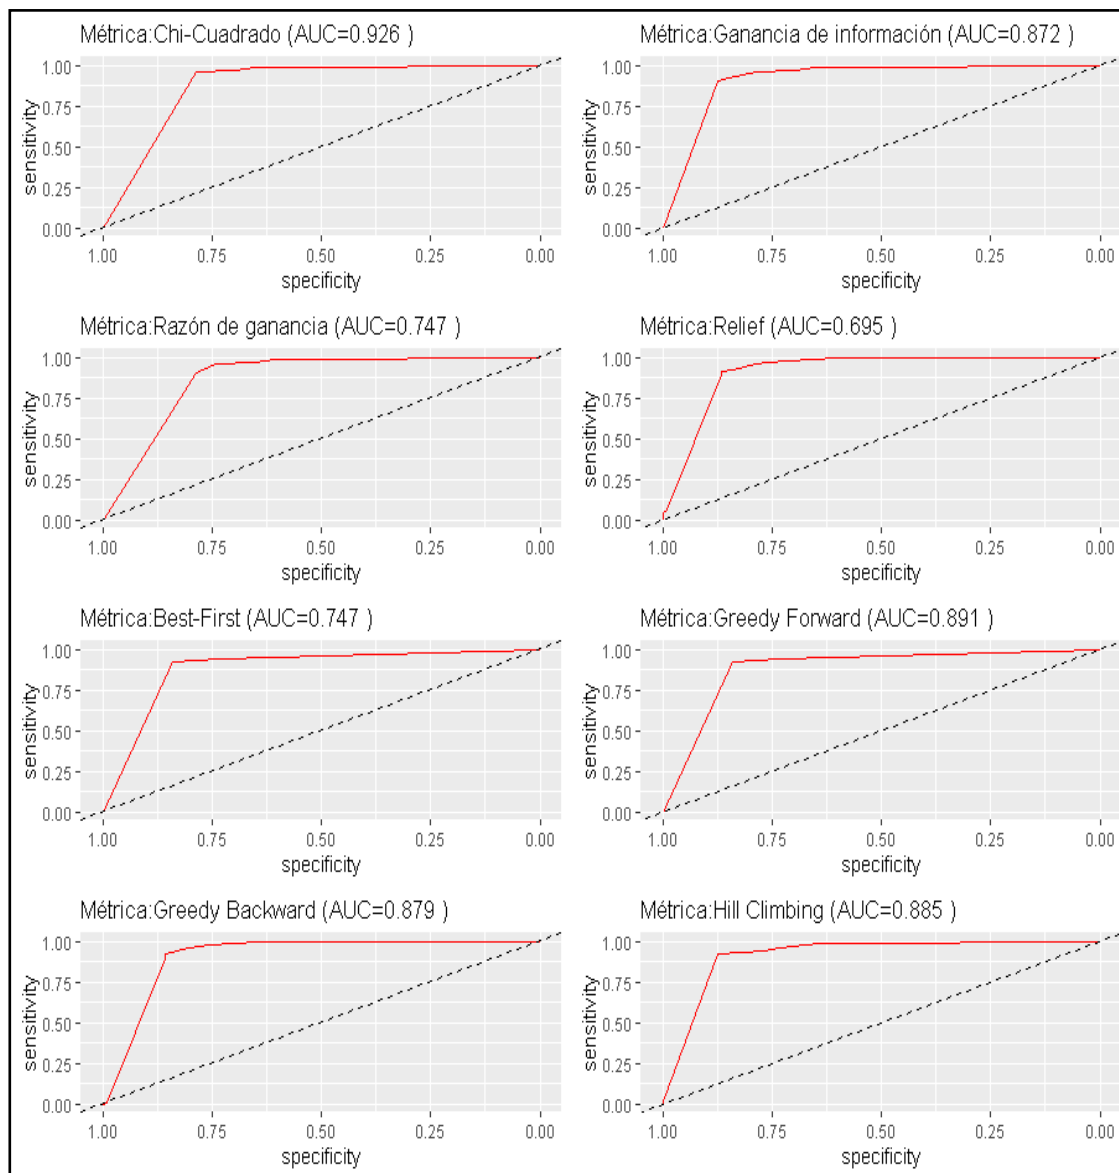 Métrica:Chi-Cuadrado (AUC=0.926 )
1.00
0.75
0.50
0.25
0.00
sensitivity
1.00 0.75 0.50 0.25 0.00
specificity
Métrica:Ganancia de información (AUC=0.872 )
1.00
0.75
0.50
0.25
0.00
sensitivity
1.00 0.75 0.50 0.25 0.00
specificity
Métrica:Razón de ganancia (AUC=0.747 )
1.00
0.75
0.50
0.25
0.00
sensitivity
1.00 0.75 0.50 0.25 0.00
specificity
Métrica:Relief (AUC=0.695 )
1.00
0.75
0.50
0.25
0.00
sensitivity
1.00 0.75 0.50 0.25 0.00
specificity
Métrica:Best-First (AUC=0.747 )
1.00
0.75
0.50
0.25
0.00
sensitivity
1.00 0.75 0.50 0.25 0.00
specificity
Métrica:Greedy Forward (AUC=0.891 )
1.00
0.75
0.50
0.25
0.00
sensitivity
1.00 0.75 0.50 0.25 0.00
specificity
Métrica:Greedy Backward (AUC=0.879 )
1.00
0.75
0.50
0.25
0.00
sensitivity
1.00 0.75 0.50 0.25 0.00
specificity
Métrica:Hill Climbing (AUC=0.885 )
1.00
0.75
0.50
0.25
0.00
sensitivity
1.00 0.75 0.50 0.25 0.00
specificity